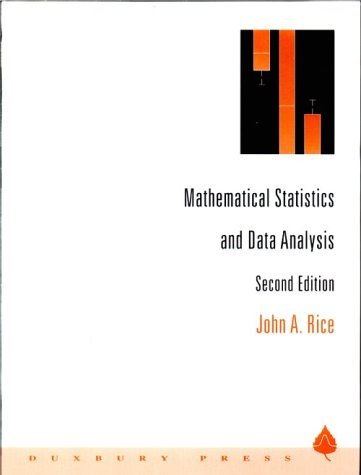 Mathematical Statistics
and Data Analysis
Second Edition
John A. Rice
DUXBURY PRESS